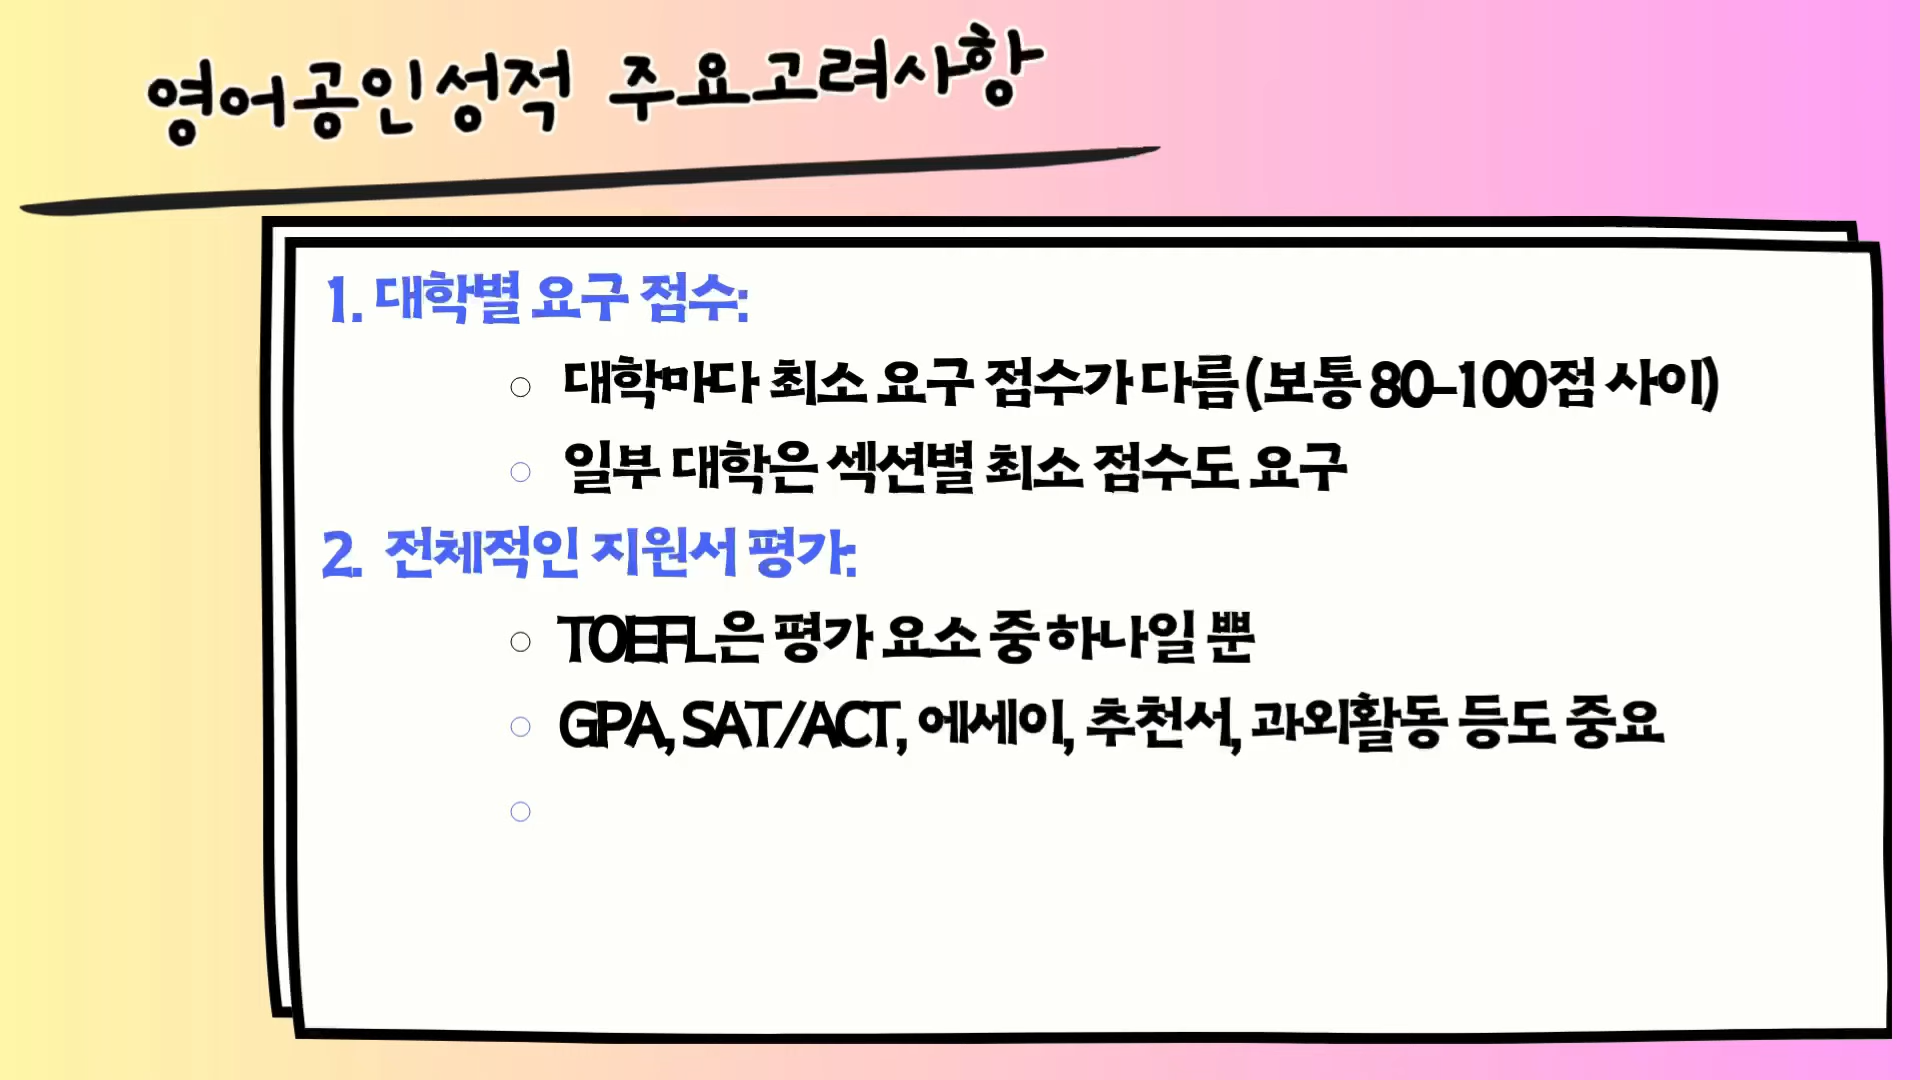 영어공인성적 주요고려사항
1. 대학별 요구 점수:
○ 대학마다 최소 요구 점수가 다름(보통 80-100점 사이)
○ 일부 대학은 섹션별 최소 점수도 요구
2. 전체적인 지원서 평가:
○ TOEFL은 평가 요소 중 하나일 뿐
○ GPA, SAT/ACT, 에세이, 추천서, 과외활동 등도 중요
○